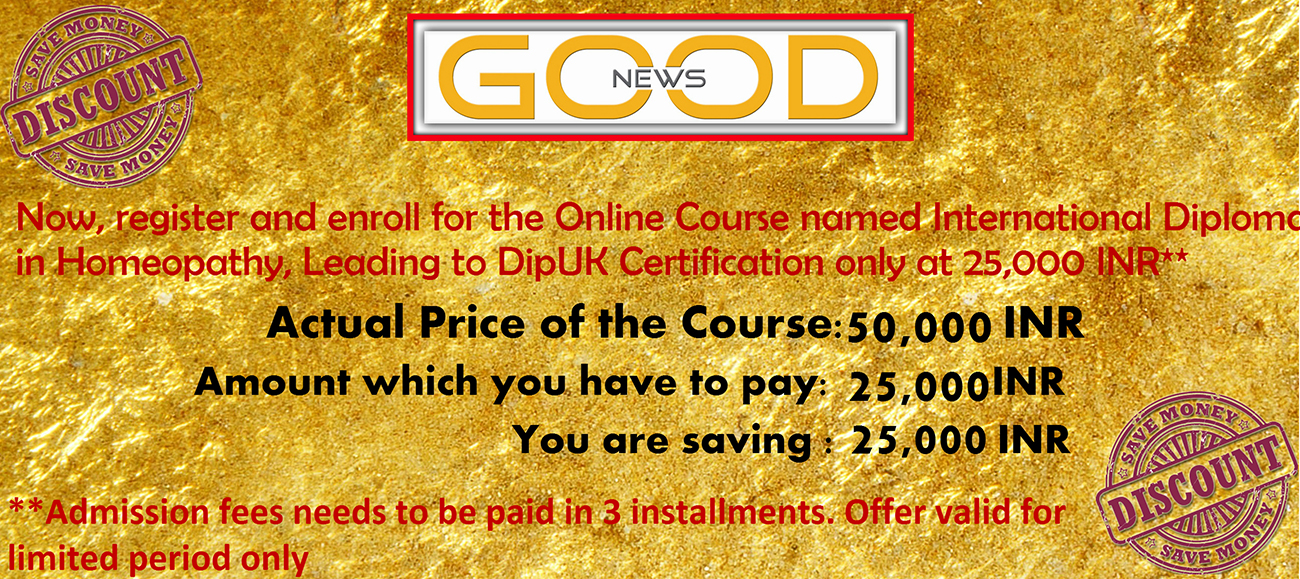 SAVE MONEY
DISCOUNT
SAVE MONEY
GOOD
NEWS
Now, register and enroll for the Online Course named International Diploma
in Homeopathy, Leading to DipUK Certification only at 25,000 INR**
Actual Price of the Course:50,000 INR
Amount which you have to pay: 25,000INR
You are saving : 25,000 INR
**Admission fees needs to be paid in 3 installments. Offer valid for
limited period only
SAVE MONEY
DISCOUNT
SAVE MONEY